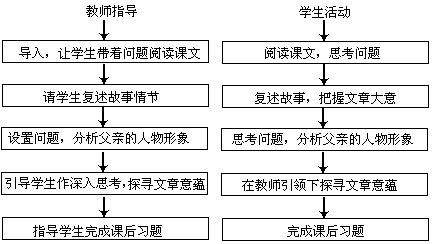 教师指导
导入，让学生带着问题阅读课文
请学生复述故事情节
设置问题，分析父亲的人物形象
引导学生作深入思考，探寻文章意蕴
指导学生完成课后习题
学生活动
阅读课文，思考问题
复述故事，把握文章大意
思考问题，分析父亲的人物形象
在教师引领下探寻文章意蕴
完成课后习题